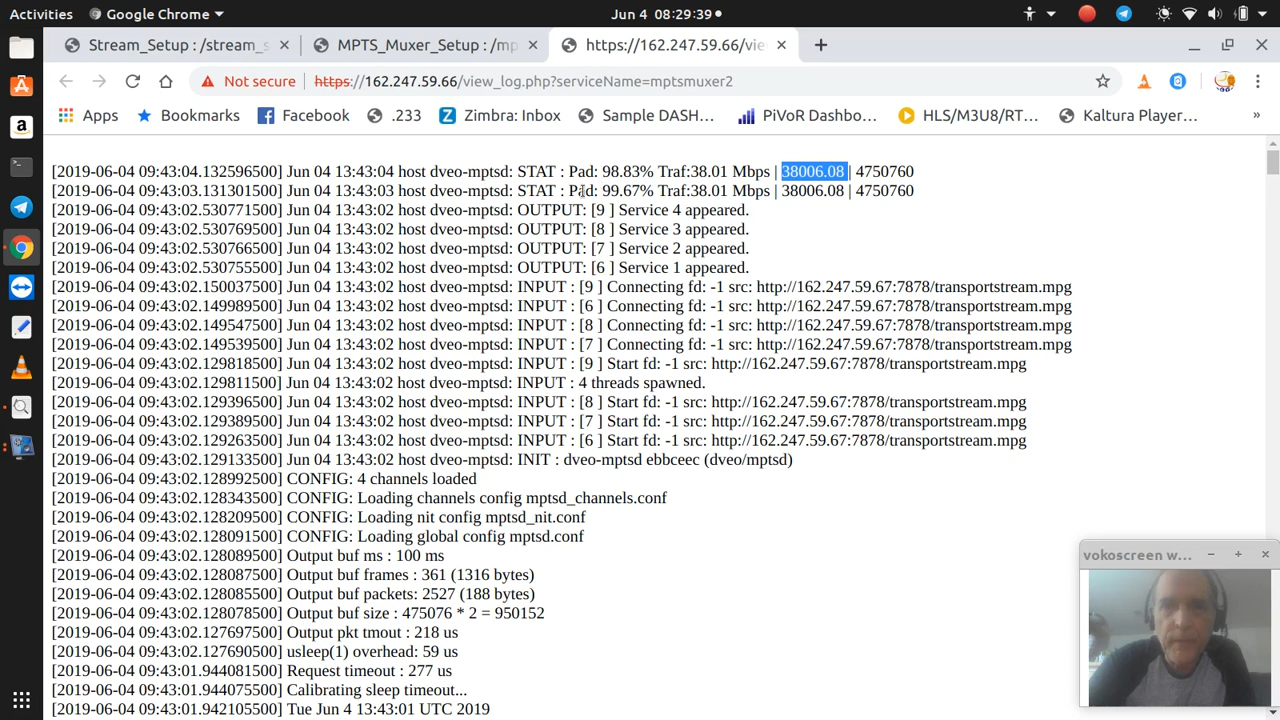 Activities Google Chrome Jun 4 08:29:39
Stream_Setup : /stream_s × MPTS_Muxer_Setup : /mp × https://162.247.59.66/vie × +
Not secure https://162.247.59.66/view_log.php?serviceName=mptsmuxer2
Apps Bookmarks Facebook .233 Zimbra: Inbox Sample DASH... PiVoR Dashbo... HLS/M3U8/RT... Kaltura Player... »
[2019-06-04 09:43:04.132596500] Jun 04 13:43:04 host dveo-mptsd: STAT : Pad: 98.83% Traf:38.01 Mbps | 38006.08 | 4750760
[2019-06-04 09:43:03.131301500] Jun 04 13:43:03 host dveo-mptsd: STAT : Pad: 99.67% Traf:38.01 Mbps | 38006.08 | 4750760
[2019-06-04 09:43:02.530771500] Jun 04 13:43:02 host dveo-mptsd: OUTPUT: [9 ] Service 4 appeared.
[2019-06-04 09:43:02.530769500] Jun 04 13:43:02 host dveo-mptsd: OUTPUT: [8 ] Service 3 appeared.
[2019-06-04 09:43:02.530766500] Jun 04 13:43:02 host dveo-mptsd: OUTPUT: [7 ] Service 2 appeared.
[2019-06-04 09:43:02.530755500] Jun 04 13:43:02 host dveo-mptsd: OUTPUT: [6 ] Service 1 appeared.
[2019-06-04 09:43:02.150037500] Jun 04 13:43:02 host dveo-mptsd: INPUT : [9 ] Connecting fd: -1 src: http://162.247.59.67:7878/transportstream.mpg
[2019-06-04 09:43:02.149989500] Jun 04 13:43:02 host dveo-mptsd: INPUT : [6 ] Connecting fd: -1 src: http://162.247.59.67:7878/transportstream.mpg
[2019-06-04 09:43:02.149547500] Jun 04 13:43:02 host dveo-mptsd: INPUT : [8 ] Connecting fd: -1 src: http://162.247.59.67:7878/transportstream.mpg
[2019-06-04 09:43:02.149539500] Jun 04 13:43:02 host dveo-mptsd: INPUT : [7 ] Connecting fd: -1 src: http://162.247.59.67:7878/transportstream.mpg
[2019-06-04 09:43:02.129818500] Jun 04 13:43:02 host dveo-mptsd: INPUT : [9 ] Start fd: -1 src: http://162.247.59.67:7878/transportstream.mpg
[2019-06-04 09:43:02.129811500] Jun 04 13:43:02 host dveo-mptsd: INPUT : 4 threads spawned.
[2019-06-04 09:43:02.129396500] Jun 04 13:43:02 host dveo-mptsd: INPUT : [8 ] Start fd: -1 src: http://162.247.59.67:7878/transportstream.mpg
[2019-06-04 09:43:02.129389500] Jun 04 13:43:02 host dveo-mptsd: INPUT : [7 ] Start fd: -1 src: http://162.247.59.67:7878/transportstream.mpg
[2019-06-04 09:43:02.129263500] Jun 04 13:43:02 host dveo-mptsd: INPUT : [6 ] Start fd: -1 src: http://162.247.59.67:7878/transportstream.mpg
[2019-06-04 09:43:02.129133500] Jun 04 13:43:02 host dveo-mptsd: INIT : dveo-mptsd ebbceec (dveo/mptsd)
[2019-06-04 09:43:02.128992500] CONFIG: 4 channels loaded
[2019-06-04 09:43:02.128343500] CONFIG: Loading channels config mptsd_channels.conf
[2019-06-04 09:43:02.128209500] CONFIG: Loading nit config mptsd_nit.conf
[2019-06-04 09:43:02.128091500] CONFIG: Loading global config mptsd.conf
[2019-06-04 09:43:02.128089500] Output buf ms : 100 ms
[2019-06-04 09:43:02.128087500] Output buf frames : 361 (1316 bytes)
[2019-06-04 09:43:02.128085500] Output buf packets: 2527 (188 bytes)
[2019-06-04 09:43:02.128078500] Output buf size : 475076 * 2 = 950152
[2019-06-04 09:43:02.127697500] Output pkt tmout : 218 us
[2019-06-04 09:43:02.127690500] usleep(1) overhead: 59 us
[2019-06-04 09:43:01.944081500] Request timeout : 277 us
[2019-06-04 09:43:01.944075500] Calibrating sleep timeout...
[2019-06-04 09:43:01.942105500] Tue Jun 4 13:43:01 UTC 2019
vokoscreen w... − + ×